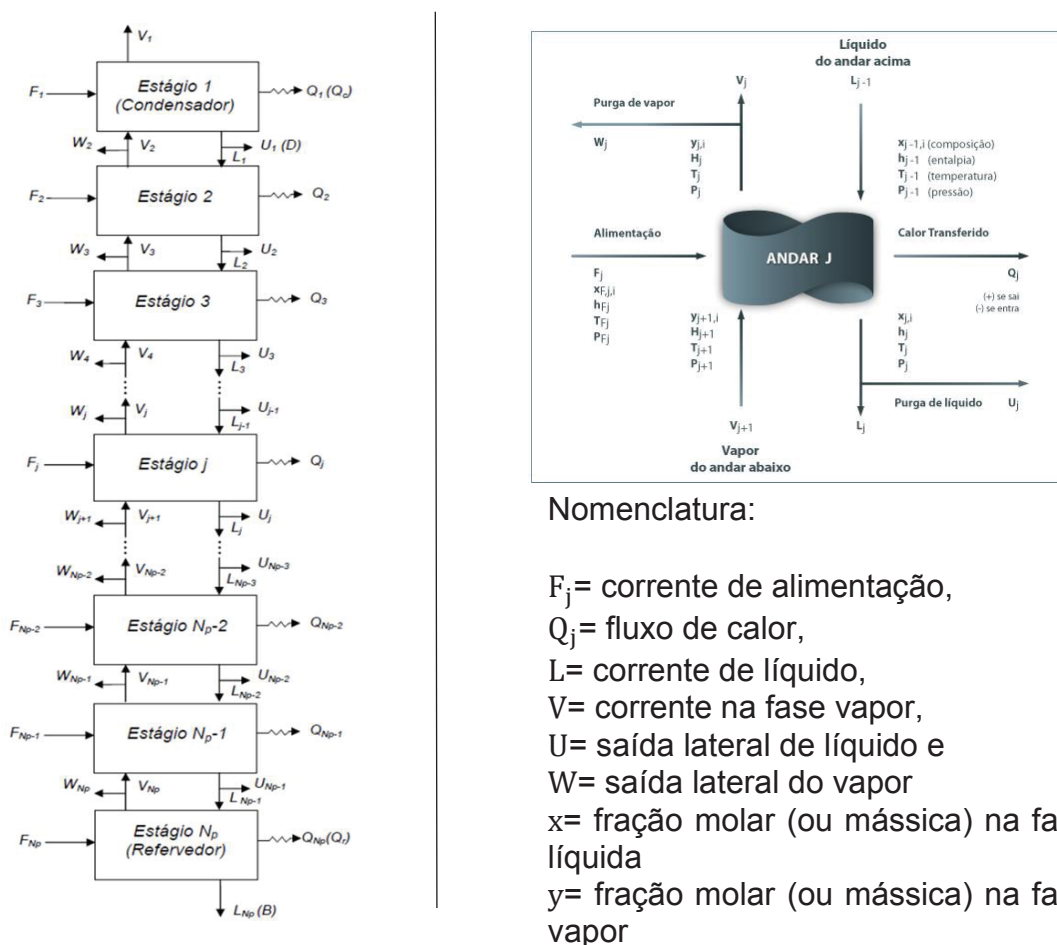 V1
F1
Estágio 1
(Condensador)
Q1 (Qc)
W2
V2
U1 (D)
L1
F2
Estágio 2
Q2
W3
V3
U2
L2
F3
Estágio 3
Q3
W4
V4
U3
L3
Wj
Vj
Uj-1
Lj-1
Fj
Estágio j
Qj
Wj+1
Vj+1
Uj
Lj
WNp-2
VNp-2
UNp-3
LNp-3
FNp-2
Estágio Np-2
QNp-2
WNp-1
VNp-1
UNp-2
LNp-2
FNp-1
Estágio Np-1
QNp-1
WNp
VNp
UNp-1
LNp-1
FNp
Estágio Np
(Refervedor)
QNp(Qr)
LNp (B)
Líquido
do andar acima
Vj
Lj -1
Purga de vapor
Wj
yj,i
Hj
Tj
Pj
xj -1,i (composição)
hj -1 (entalpia)
Tj -1 (temperatura)
Pj -1 (pressão)
Alimentação
ANDAR J
Calor Transferido
Fj
xF,j,i
hFj
TFj
PFj
Qj
(+) se sai
(-) se entra
yj+1,i
Hj+1
Tj+1
Pj+1
xj,i
hj
Tj
Pj
Purga de líquido
Uj
Vj+1
Lj
Vapor
do andar abaixo
Nomenclatura:
Fj= corrente de alimentação,
Qj= fluxo de calor,
L= corrente de líquido,
V= corrente na fase vapor,
U= saída lateral de líquido e
W= saída lateral do vapor
x= fração molar (ou mássica) na fa
líquida
y= fração molar (ou mássica) na fa
vapor